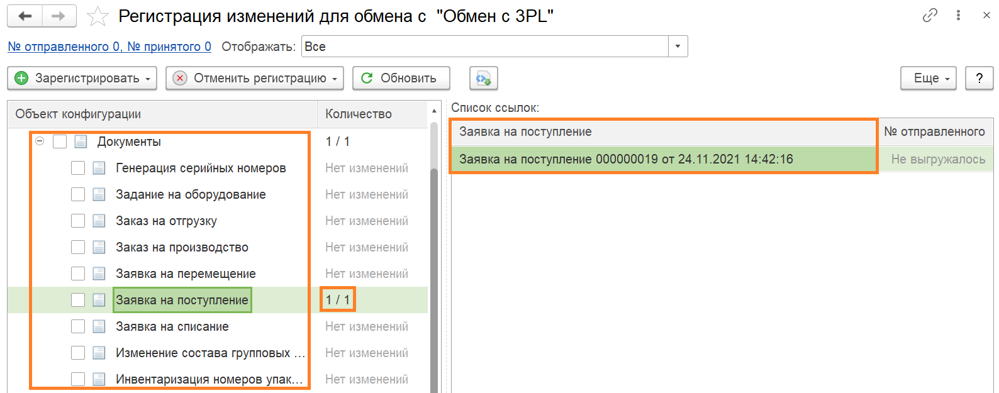 Регистрация изменений для обмена с "Обмен с 3PL"
№ отправленного 0, № принятого 0 Отображать: Все
Зарегистрировать Отменить регистрацию Обновить Еще ?
Объект конфигурации Количество
Документы 1 / 1
Генерация серийных номеров Нет изменений
Задание на оборудование Нет изменений
Заказ на отгрузку Нет изменений
Заказ на производство Нет изменений
Заявка на перемещение Нет изменений
Заявка на поступление 1 / 1
Заявка на списание Нет изменений
Изменение состава групповых ... Нет изменений
Инвентаризация номеров упак... Нет изменений
Список ссылок:
Заявка на поступление № отправленного
Заявка на поступление 000000019 от 24.11.2021 14:42:16 Не выгружалось